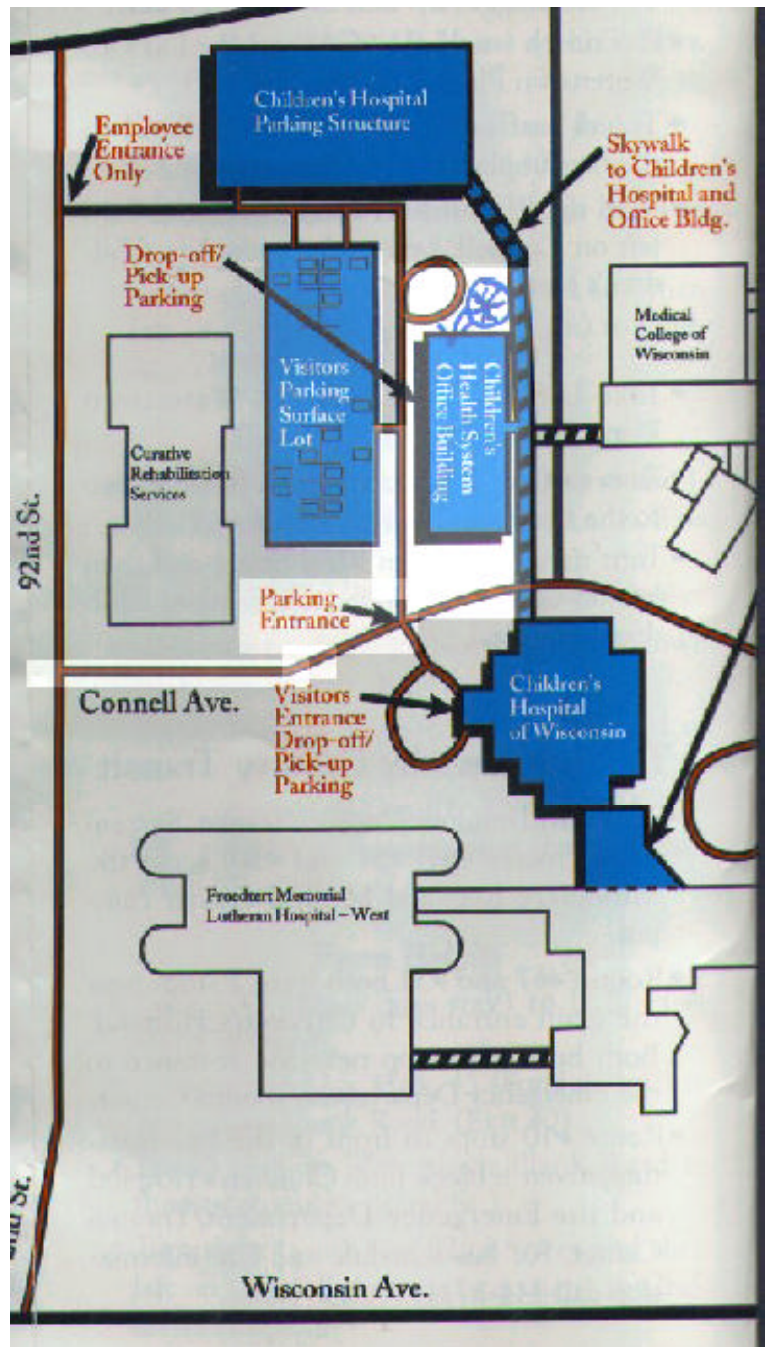 Children's Hospital
Parking Structure
Employee
Entrance
Only
Skywalk
to Children's
Hospital and
Office Bldg.
Drop-off/
Pick-up
Parking
Medical
College of
Wisconsin
Visitors
Parking
Surface
Lot
Children's
Health System
Office Building
Curative
Rehabilitation
Services
92nd St.
Parking
Entrance
Connell Ave.
Visitors
Entrance
Drop-off/
Pick-up
Parking
Children's
Hospital
of Wisconsin
Froedtert Memorial
Lutheran Hospital – West
St.
Wisconsin Ave.